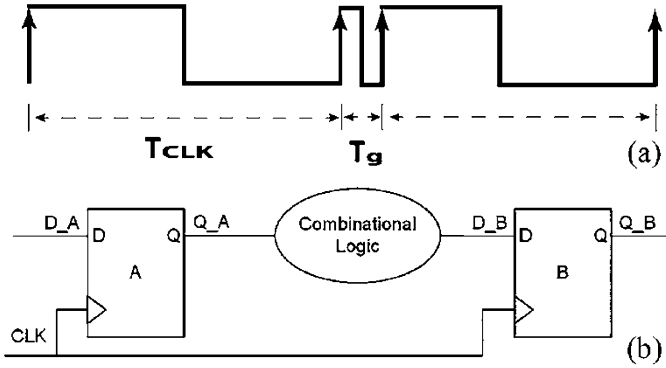 TCLK
Tg
(a)
D_A
D
Q
Q_A
A
Combinational
Logic
D_B
D
Q
Q_B
B
CLK
(b)